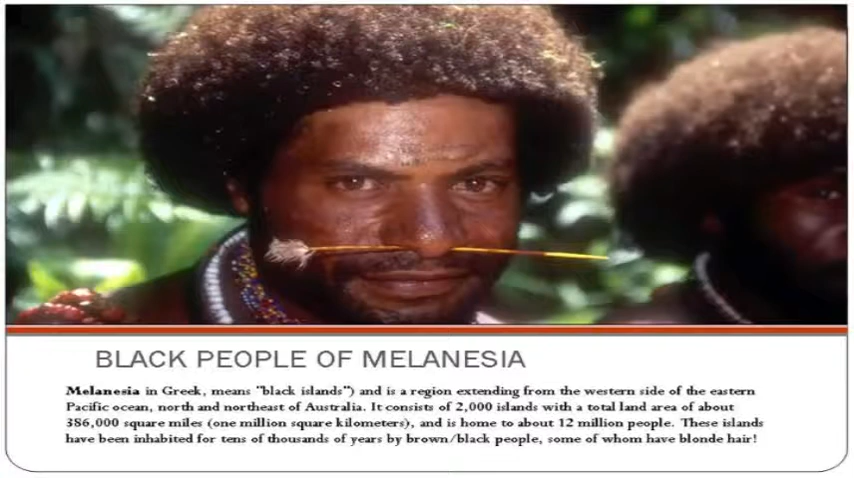 BLACK PEOPLE OF MELANESIA
Melanesia in Greek, means "black islands") and is a region extending from the western side of the eastern
Pacific ocean, north and northeast of Australia. It consists of 2,000 islands with a total land area of about
386,000 square miles (one million square kilometers), and is home to about 12 million people. These islands
have been inhabited for tens of thousands of years by brown/black people, some of whom have blonde hair!